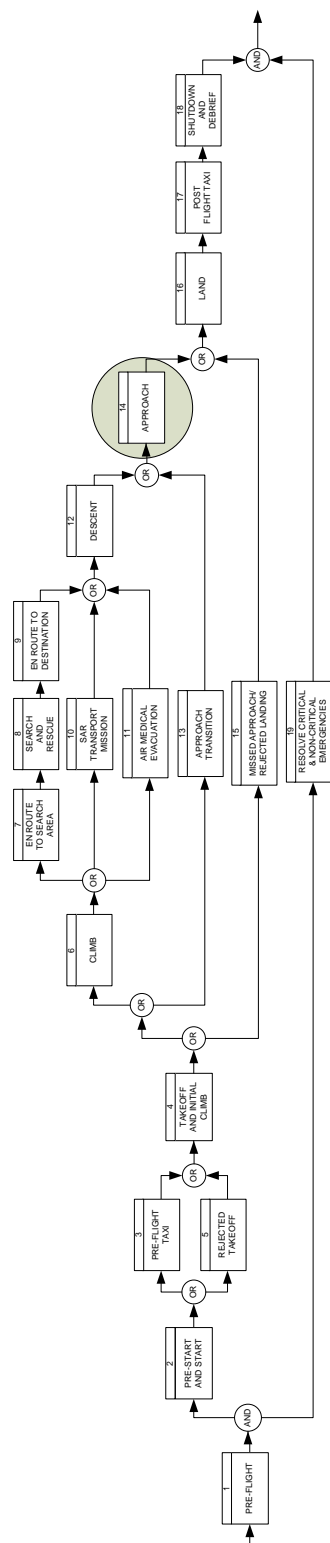 1
PRE-FLIGHT
AND
2
PRE-START
AND START
OR
3
PRE-FLIGHT
TAXI
5
REJECTED
TAKEOFF
OR
4
TAKEOFF
AND INITIAL
CLIMB
OR
OR
6
CLIMB
OR
7
EN ROUTE
TO SEARCH
AREA
8
SEARCH
AND
RESCUE
9
EN ROUTE TO
DESTINATION
10
SAR
TRANSPORT
MISSION
11
AIR MEDICAL
EVACUATION
OR
12
DESCENT
13
APPROACH
TRANSITION
OR
14
APPROACH
15
MISSED APPROACH/
REJECTED LANDING
OR
16
LAND
17
POST
FLIGHT TAXI
18
SHUTDOWN
AND
DEBRIEF
19
RESOLVE CRITICAL
& NON-CRITICAL
EMERGENCIES
AND